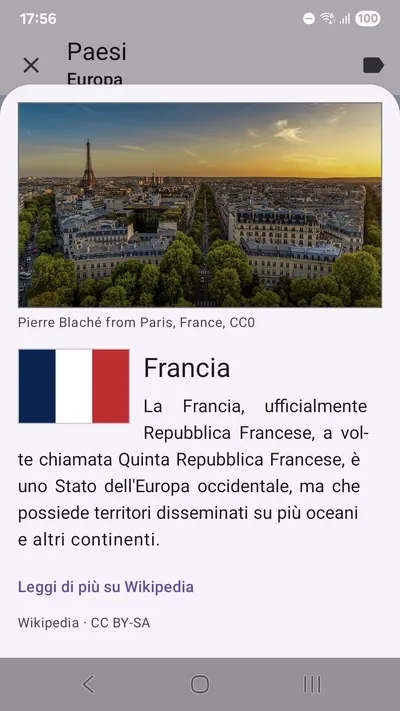 17:56
100
Paesi
Europa
Pierre Blaché from Paris, France, CC0
Francia
La Francia, ufficialmente
Repubblica Francese, a vol-
te chiamata Quinta Repubblica Francese, è
uno Stato dell'Europa occidentale, ma che
possiede territori disseminati su più oceani
e altri continenti.
Leggi di più su Wikipedia
Wikipedia · CC BY-SA